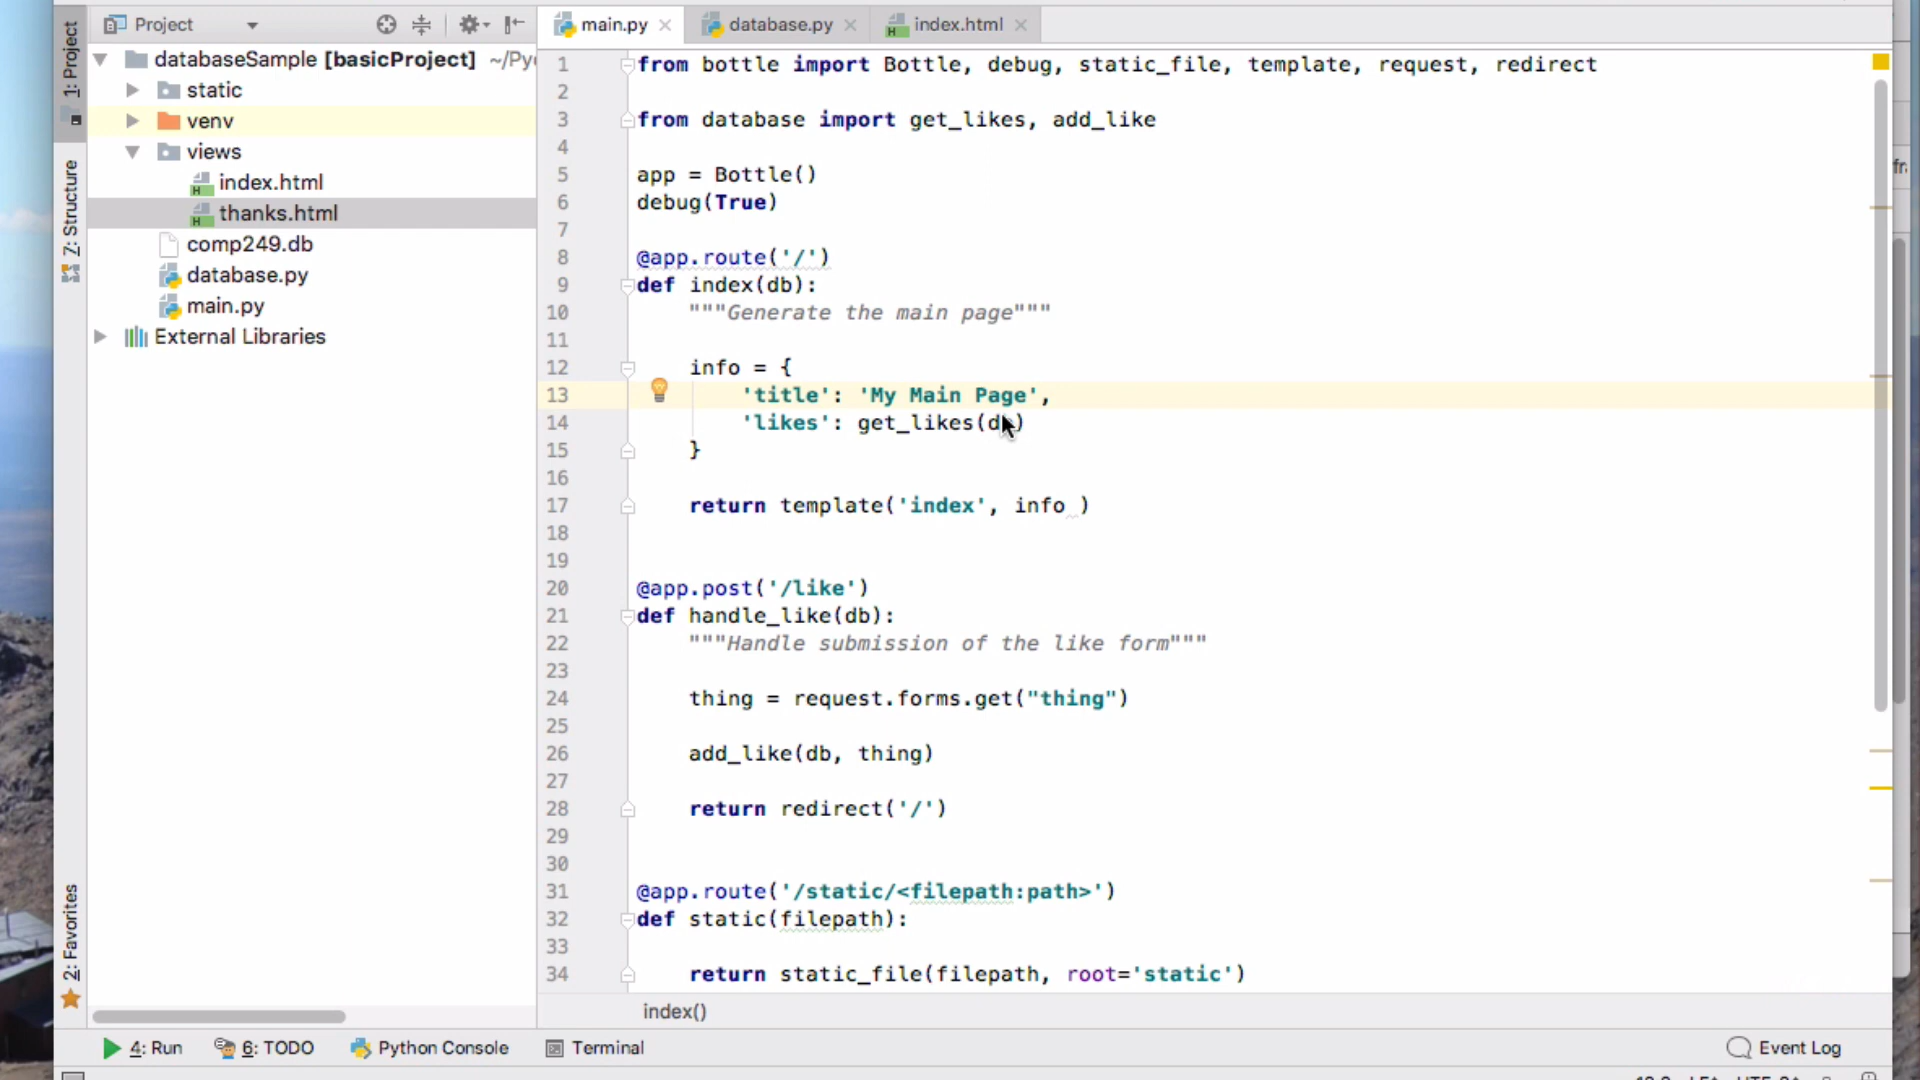 Project
main.py
database.py
index.html
1: Project
Z: Structure
2: Favorites
databaseSample [basicProject] ~/Py
static
venv
views
index.html
thanks.html
comp249.db
database.py
main.py
External Libraries
1 from bottle import Bottle, debug, static_file, template, request, redirect
2
3 from database import get_likes, add_like
4
5 app = Bottle()
6 debug(True)
7
8 @app.route('/')
9 def index(db):
10 """Generate the main page"""
11
12 info = {
13 'title': 'My Main Page',
14 'likes': get_likes(d )
15 }
16
17 return template('index', info )
18
19
20 @app.post('/like')
21 def handle_like(db):
22 """Handle submission of the like form"""
23
24 thing = request.forms.get("thing")
25
26 add_like(db, thing)
27
28 return redirect('/')
29
30
31 @app.route('/static/<filepath:path>')
32 def static(filepath):
33
34 return static_file(filepath, root='static')
index()
4: Run
6: TODO
Python Console
Terminal
Event Log